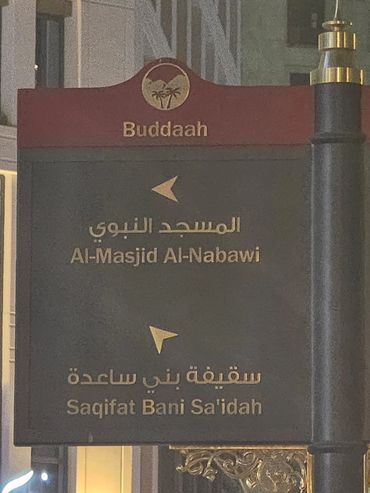 Buddaah
المسجد النبوي
Al-Masjid Al-Nabawi
سقيفة بني ساعدة
Saqifat Bani Sa'idah